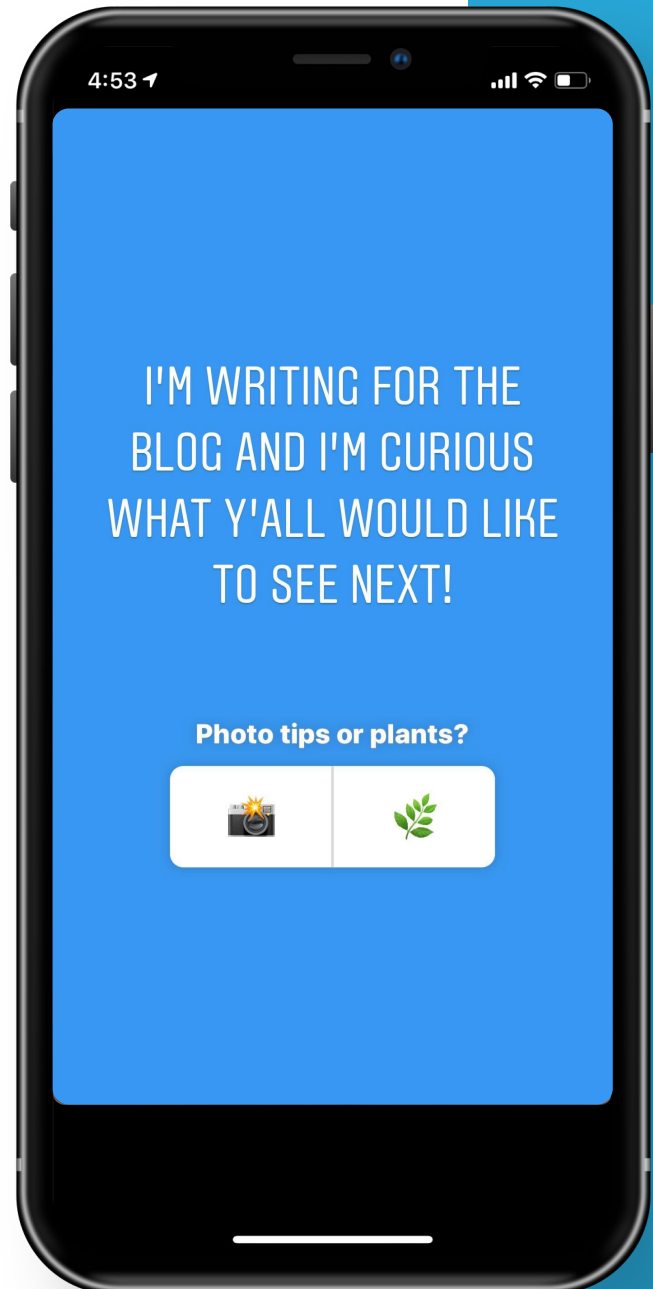 4:53
I'M WRITING FOR THE
BLOG AND I'M CURIOUS
WHAT Y'ALL WOULD LIKE
TO SEE NEXT!
Photo tips or plants?